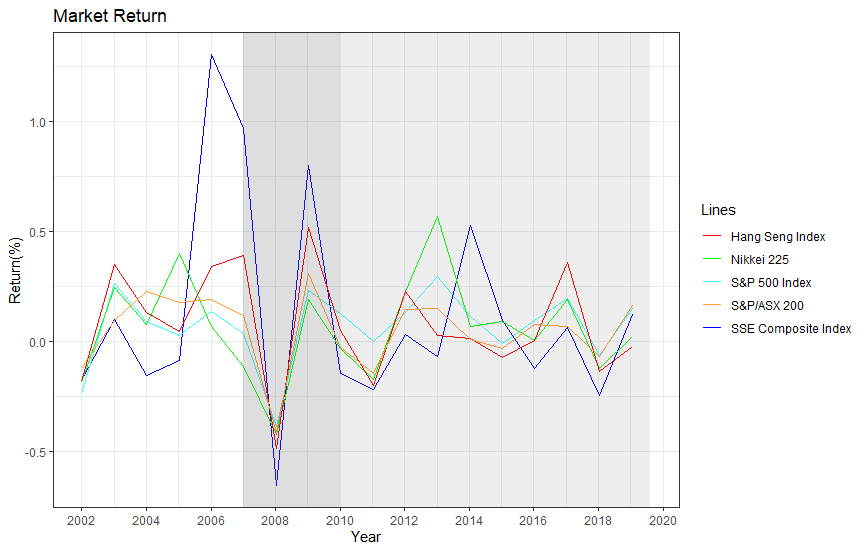 Market Return
Return(%)
1.0
0.5
0.0
-0.5
2002 2004 2006 2008 2010 2012 2014 2016 2018 2020
Year
Lines
Hang Seng Index
Nikkei 225
S&P 500 Index
S&P/ASX 200
SSE Composite Index